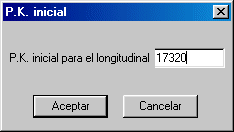 P.K. inicial
P.K. inicial para el longitudinal 17320
Aceptar Cancelar